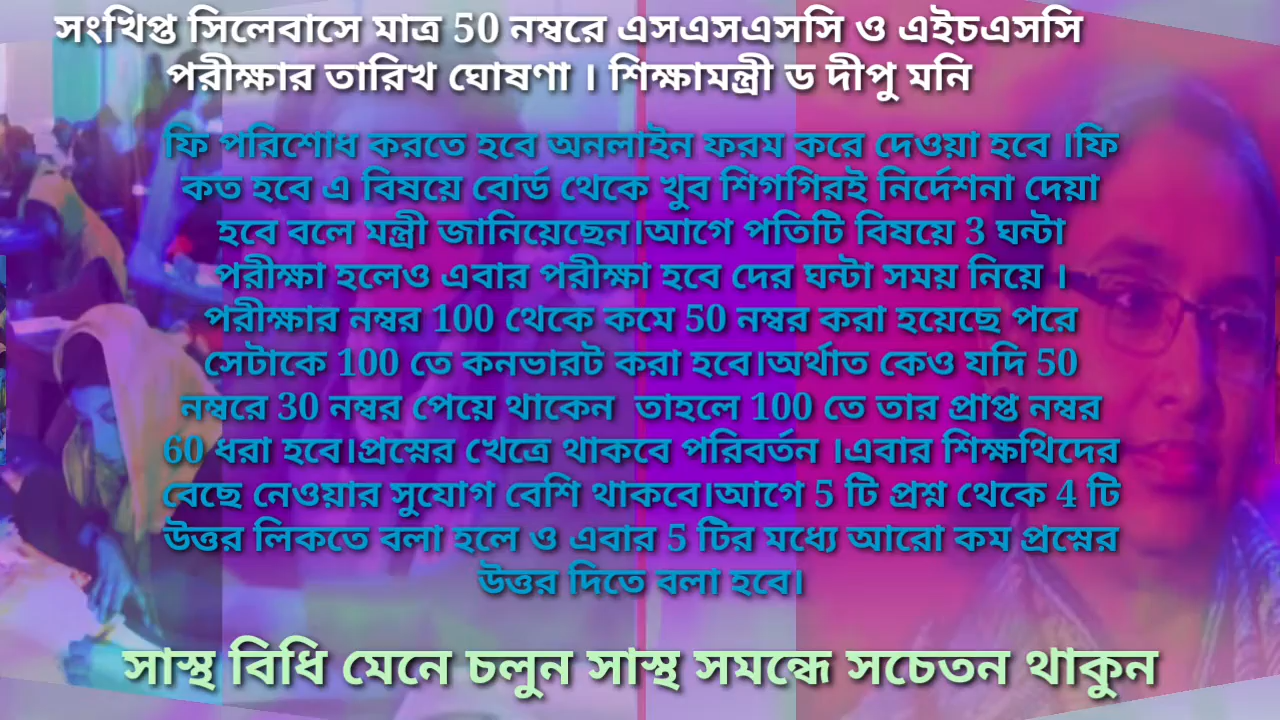 সংখিপ্ত সিলেবাসে মাত্র 50 নম্বরে এসএসএসসি ও এইচএসসি
পরীক্ষার তারিখ ঘোষণা । শিক্ষামন্ত্রী ড দীপু মনি
ফি পরিশোধ করতে হবে অনলাইন ফরম করে দেওয়া হবে ।ফি
কত হবে এ বিষয়ে বোর্ড থেকে খুব শিগগিরই নির্দেশনা দেয়া
হবে বলে মন্ত্রী জানিয়েছেন।আগে পতিটি বিষয়ে 3 ঘন্টা
পরীক্ষা হলেও এবার পরীক্ষা হবে দের ঘন্টা সময় নিয়ে ।
পরীক্ষার নম্বর 100 থেকে কমে 50 নম্বর করা হয়েছে পরে
সেটাকে 100 তে কনভারট করা হবে।অর্থাত কেও যদি 50
নম্বরে 30 নম্বর পেয়ে থাকেন তাহলে 100 তে তার প্রাপ্ত নম্বর
60 ধরা হবে।প্রস্নের খেত্রে থাকবে পরিবর্তন ।এবার শিক্ষথিদের
বেছে নেওয়ার সুযোগ বেশি থাকবে।আগে 5 টি প্রশ্ন থেকে 4 টি
উত্তর লিকতে বলা হলে ও এবার 5 টির মধ্যে আরো কম প্রস্নের
উত্তর দিতে বলা হবে।
সাস্থ বিধি মেনে চলুন সাস্থ সমন্ধে সচেতন থাকুন